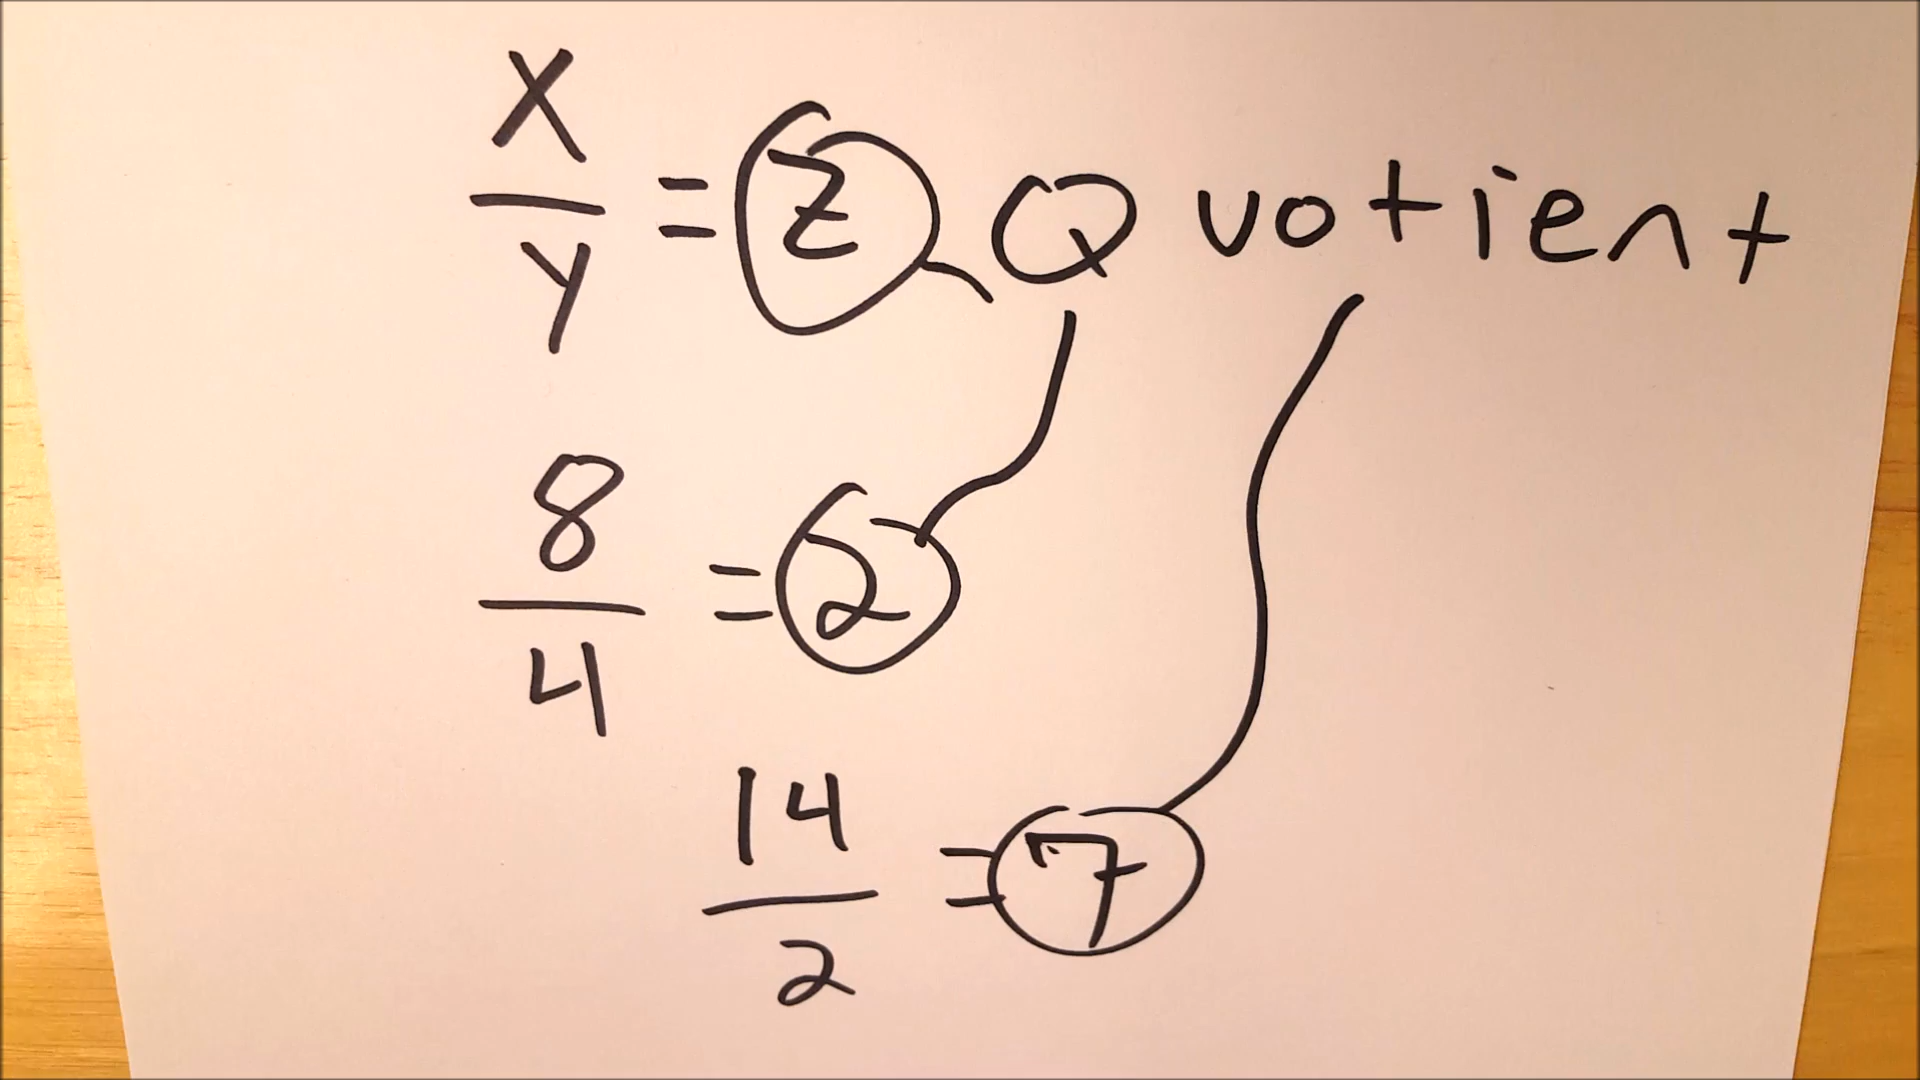 X/Y = Z Quotient
8/4 = 2
14/2 = 7